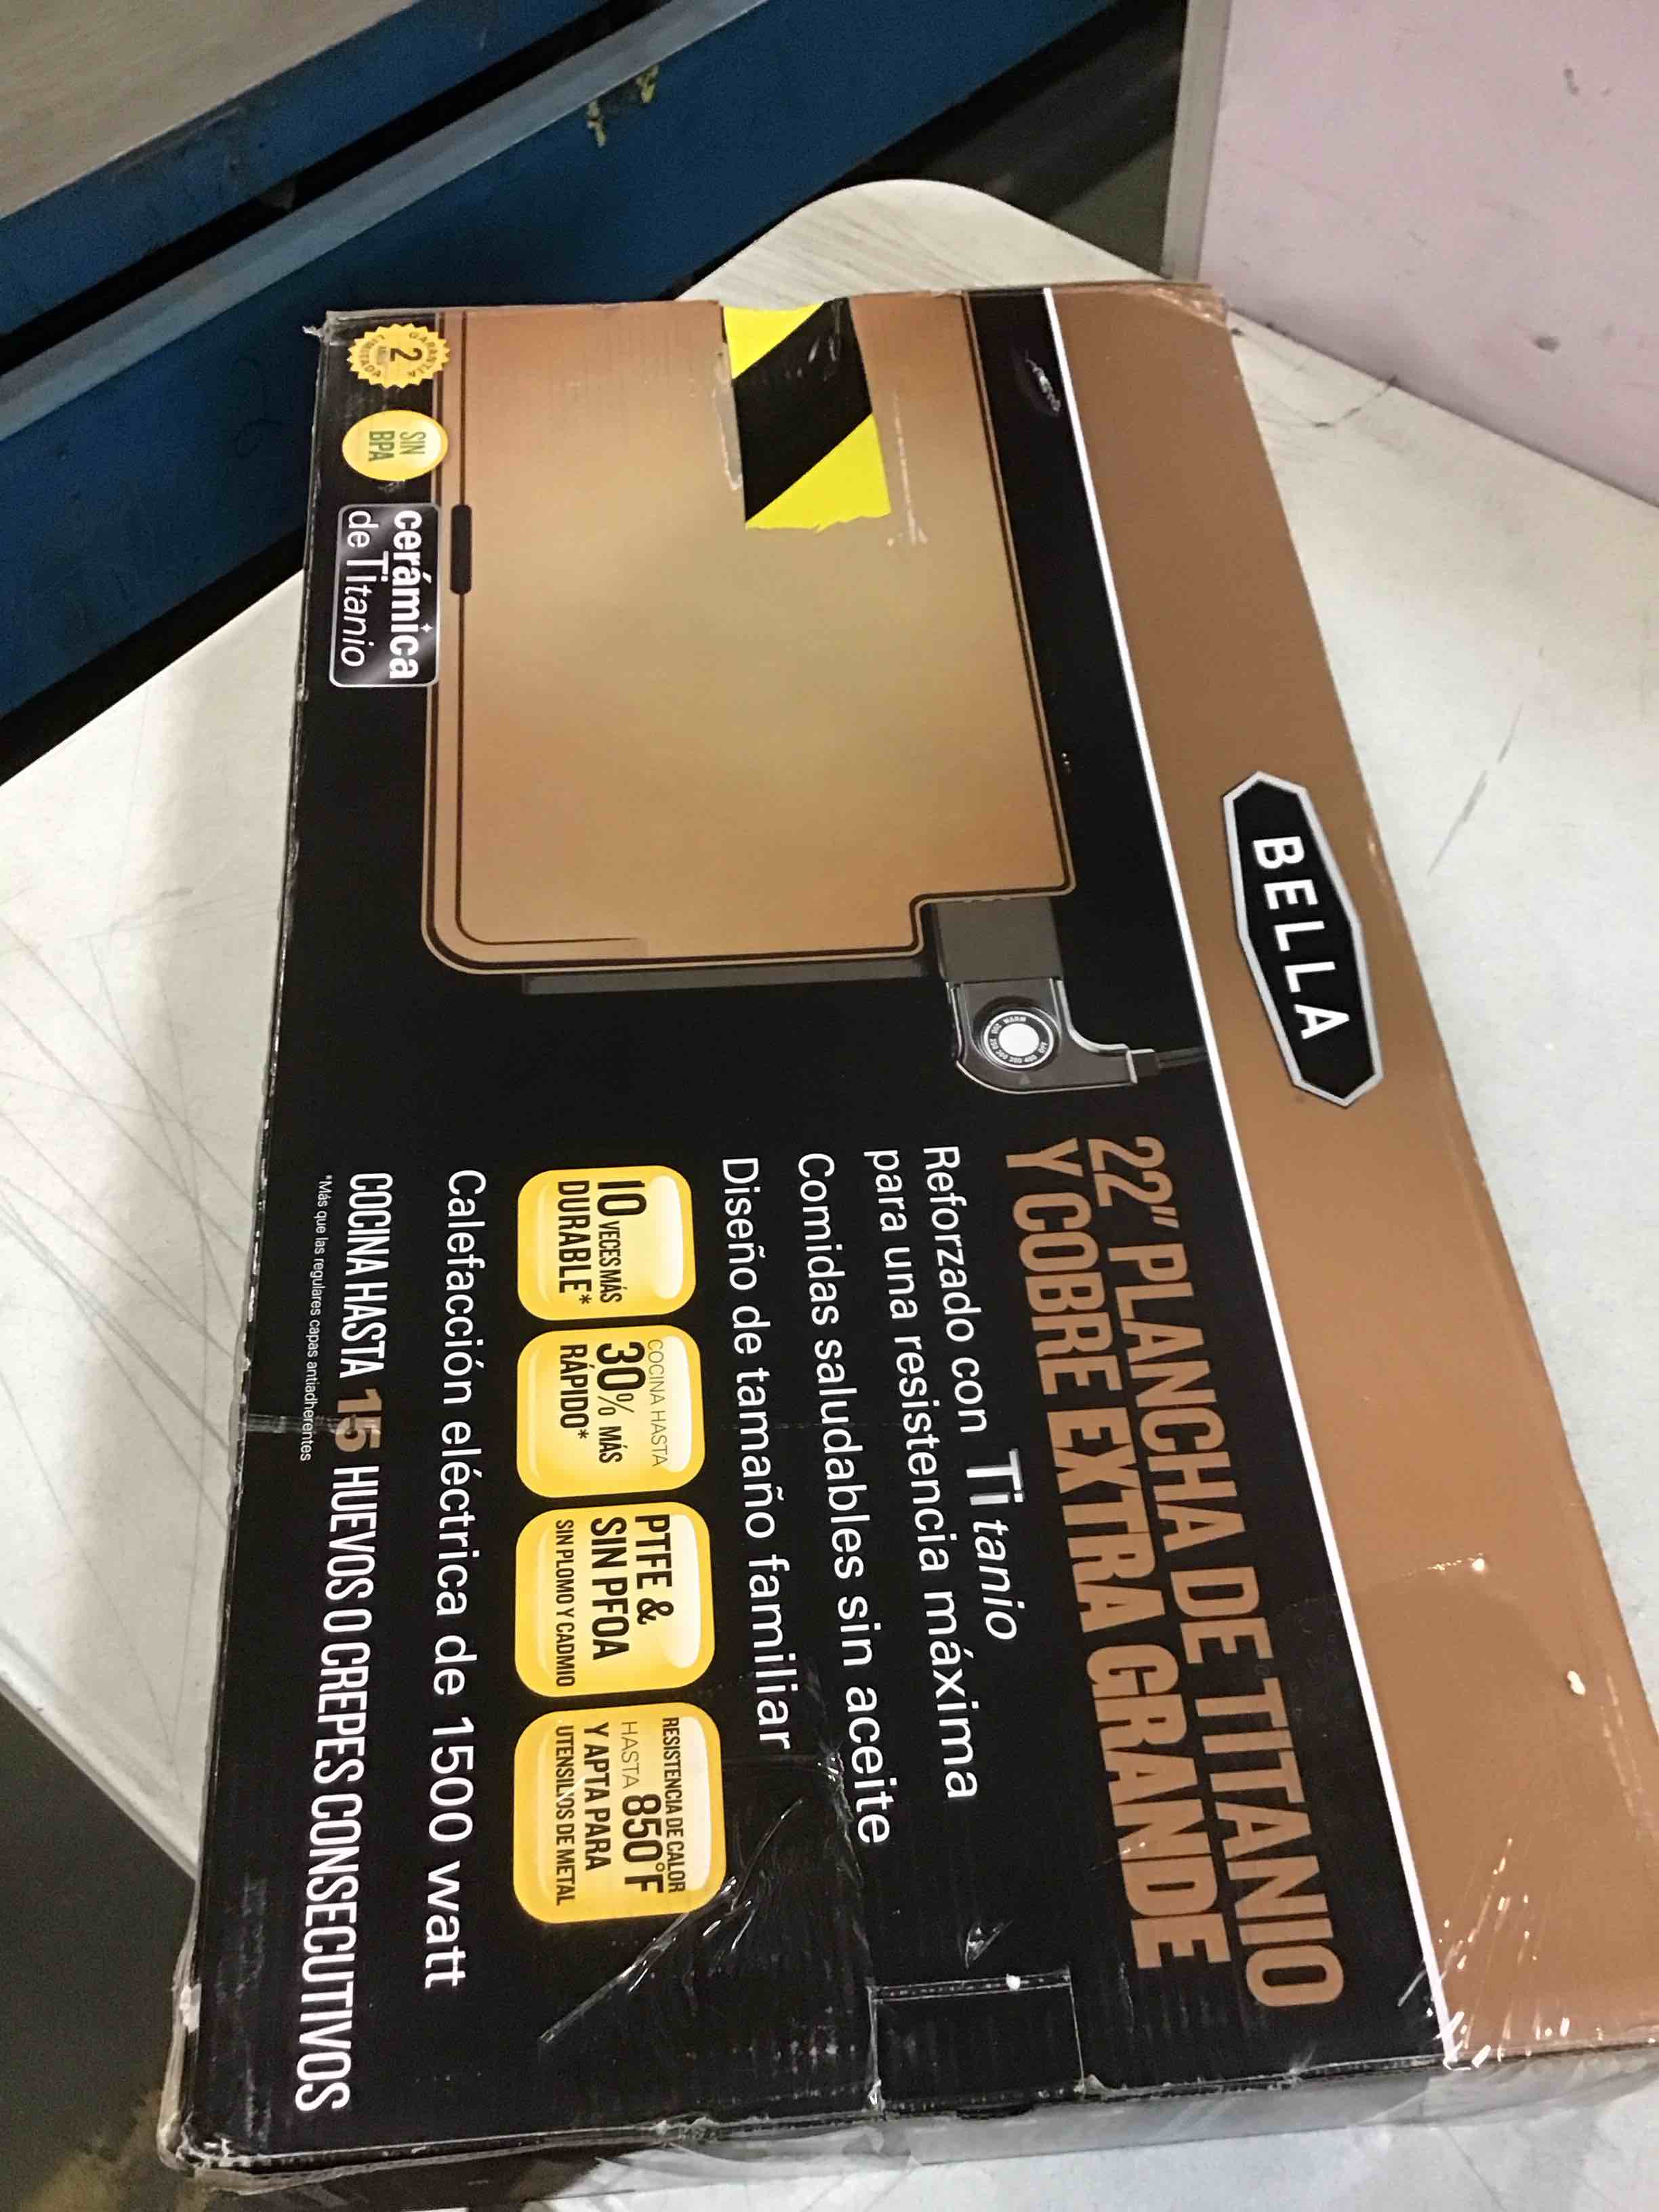 BELLA
22" PLANCHA DE TITANIO
Y COBRE EXTRA GRANDE
Reforzado con Titanio
para una resistencia máxima
Comidas saludables sin aceite
Diseño de tamaño familiar
10 VECES MÁS
DURABLE*
COCINA HASTA
30% MÁS
RÁPIDO*
PTFE &
SIN PFOA
SIN PLOMO Y CADMIO
RESISTENCIA DE CALOR
HASTA 850°F
Y APTA PARA
UTENSILIOS DE METAL
Calefacción eléctrica de 1500 watt
COCINA HASTA 15 HUEVOS O CREPES CONSECUTIVOS
*Más que las regulares capas antiadherentes
GARANTÍA
2
LIMITADA
SIN
BPA
cerámica
de TItanio